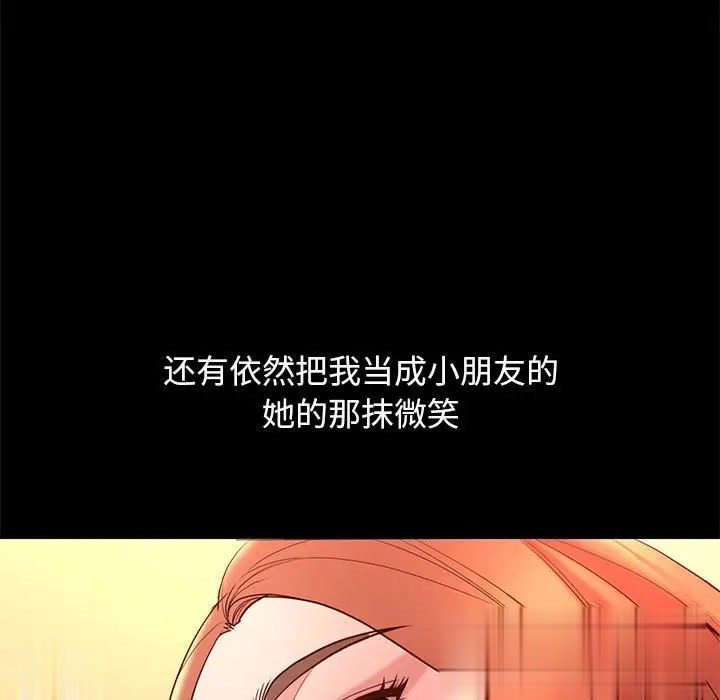 还有依然把我当成小朋友的
她的那抹微笑